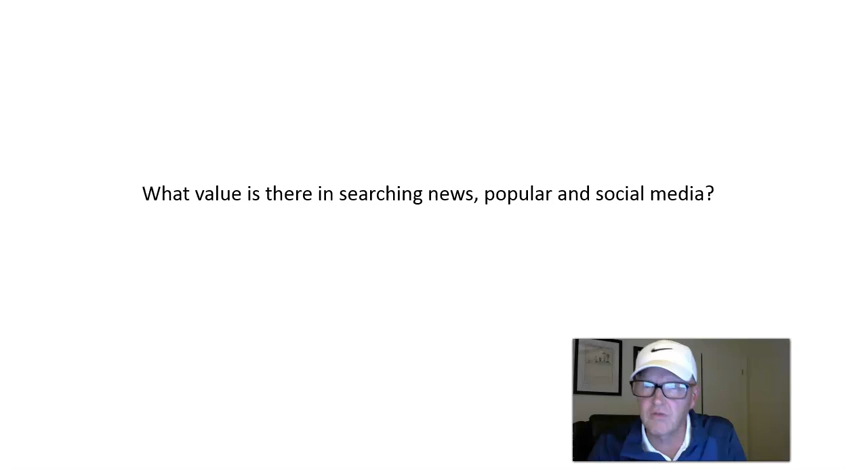 What value is there in searching news, popular and social media?